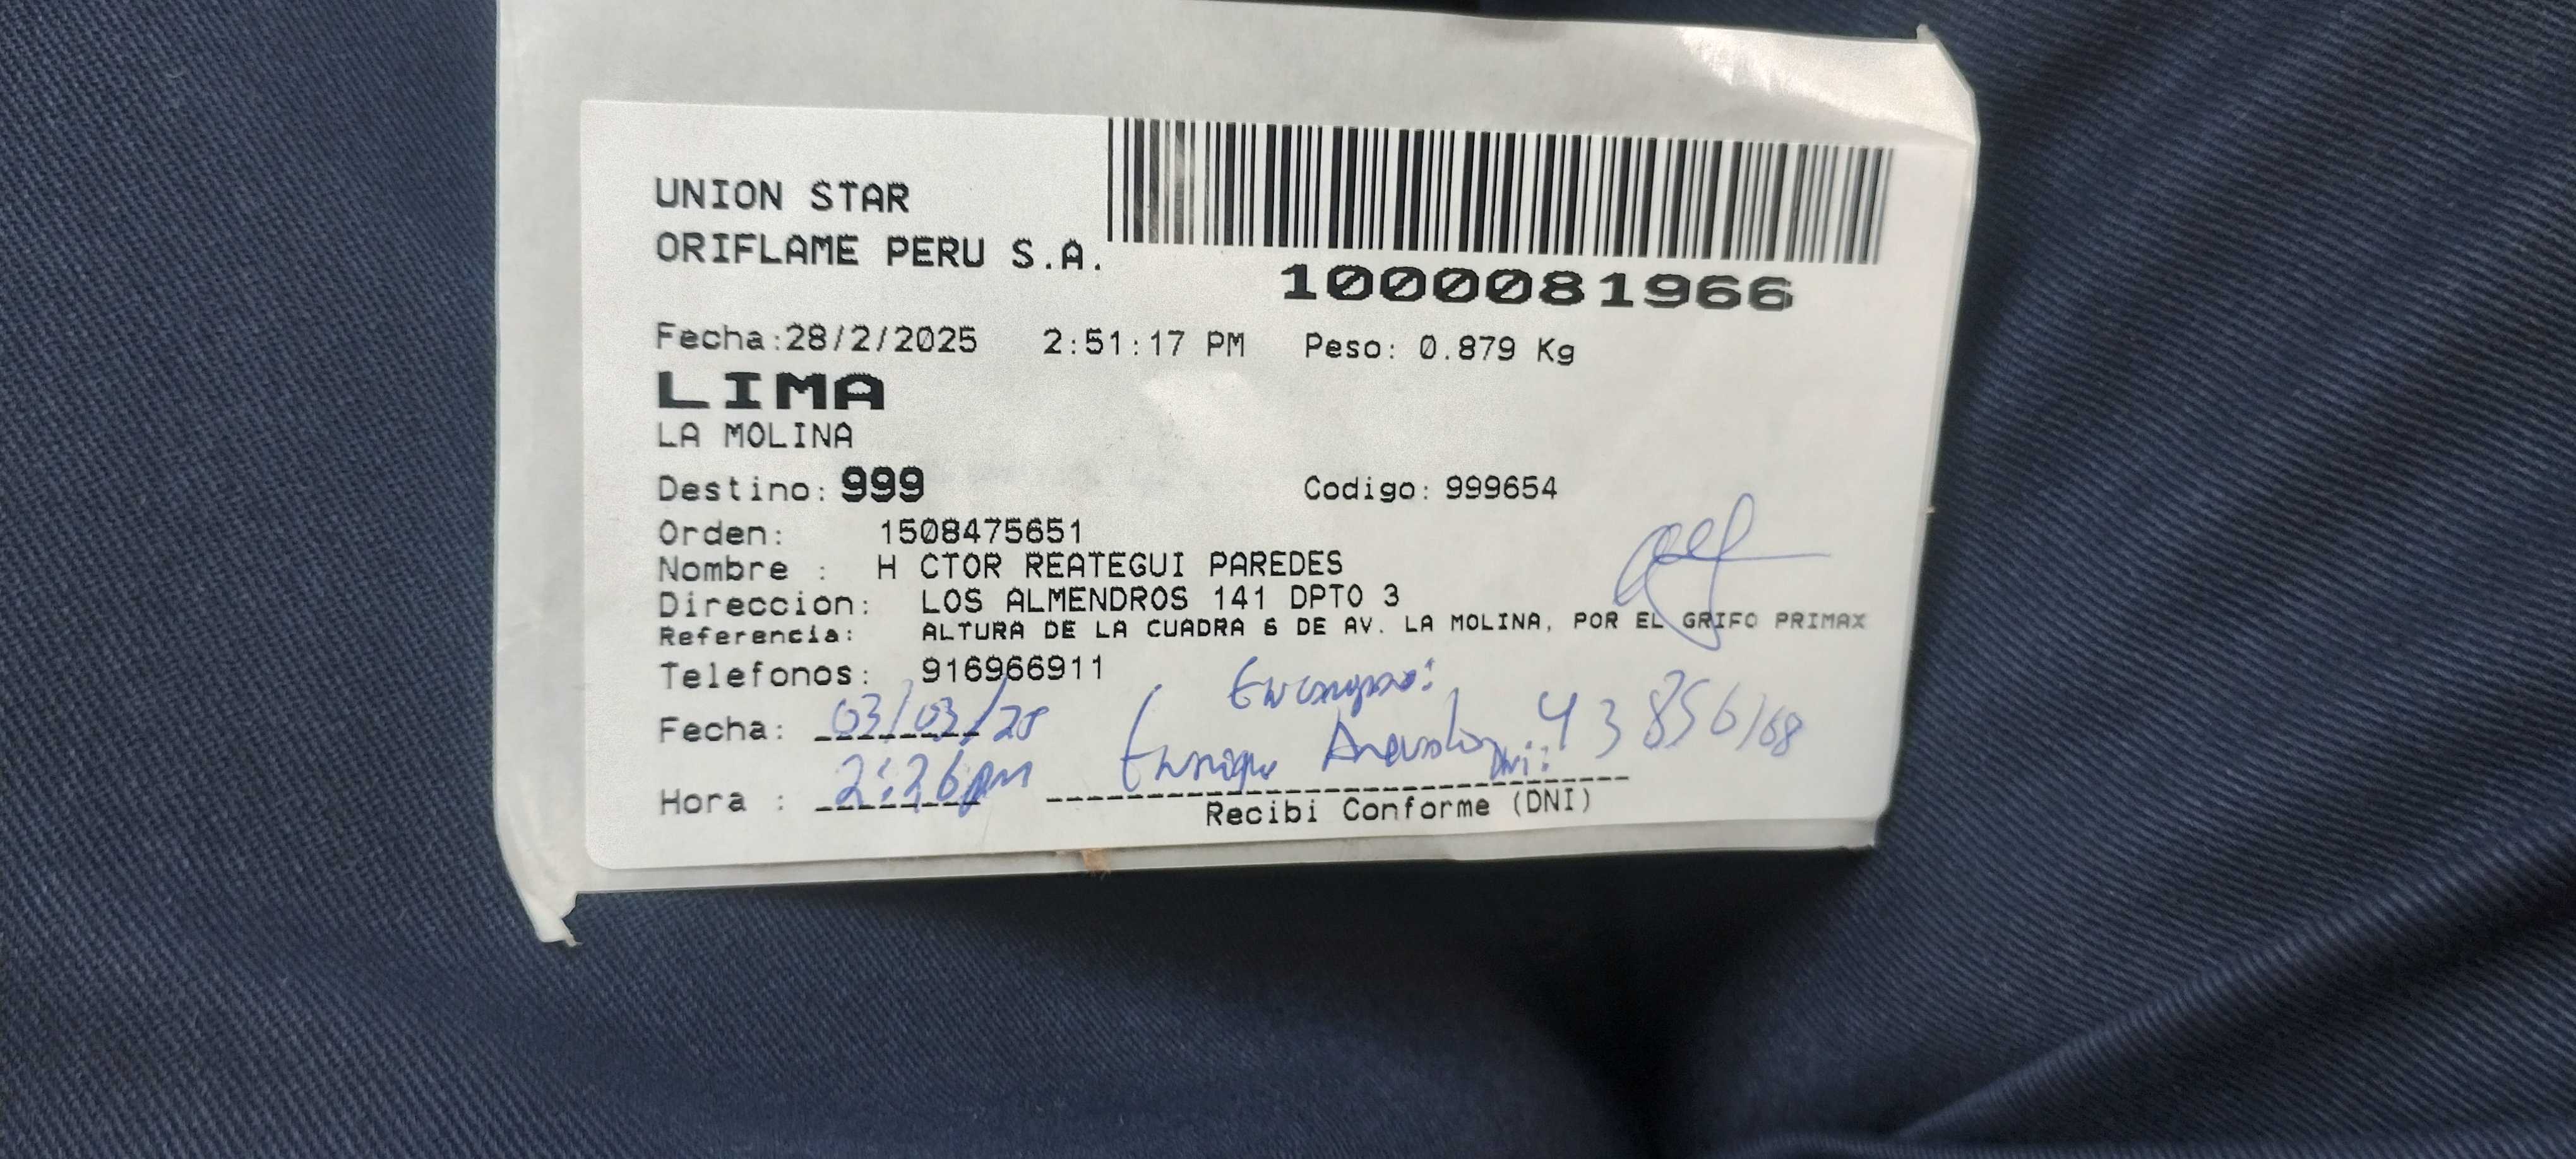 UNION STAR
ORIFLAME PERU S.A.
1000081966
Fecha:28/2/2025 2:51:17 PM Peso: 0.879 Kg
LIMA
LA MOLINA
Destino: 999 Codigo: 999654
Orden: 1508475651
Nombre : H CTOR REATEGUI PAREDES
Direccion: LOS ALMENDROS 141 DPTO 3
Referencia: ALTURA DE LA CUADRA 6 DE AV. LA MOLINA, POR EL GRIFO PRIMAX
Telefonos: 916966911
Fecha: 03/03/25
Enrique Dni:
Hora : 2:26pm
Recibi Conforme (DNI)